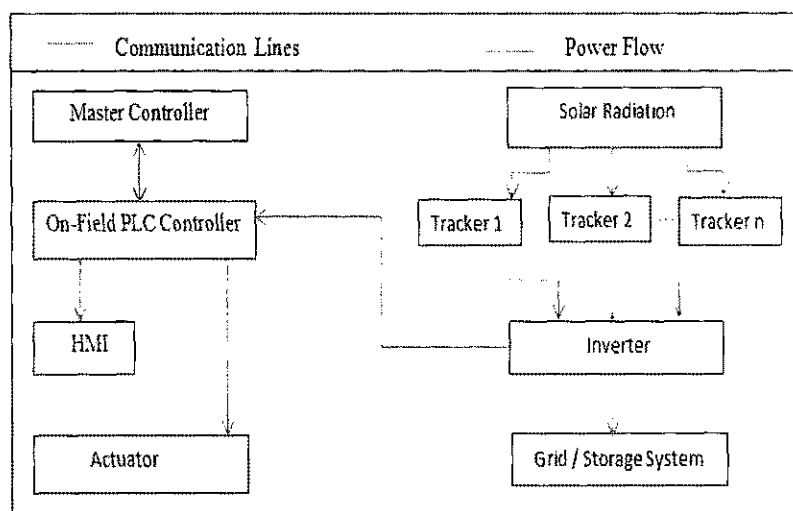 Communication Lines
Power Flow
Master Controller
Solar Radiation
On-Field PLC Controller
Tracker 1
Tracker 2
Tracker n
HMI
Inverter
Actuator
Grid / Storage System